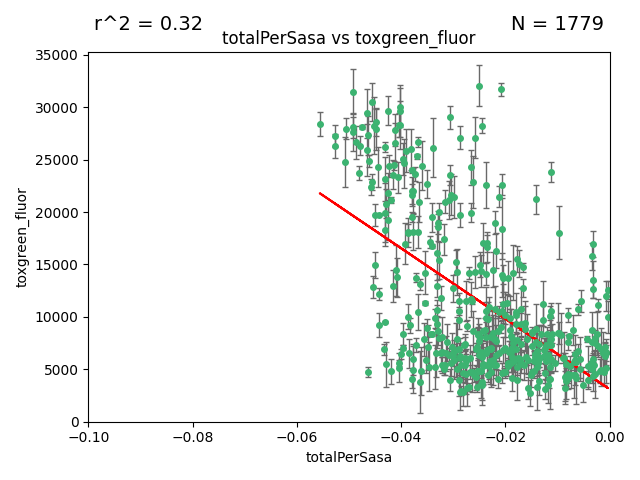 r^2 = 0.32
N = 1779
totalPerSasa vs toxgreen_fluor
35000
30000
25000
20000
15000
10000
5000
0
toxgreen_fluor
−0.10
−0.08
−0.06
−0.04
−0.02
0.00
totalPerSasa